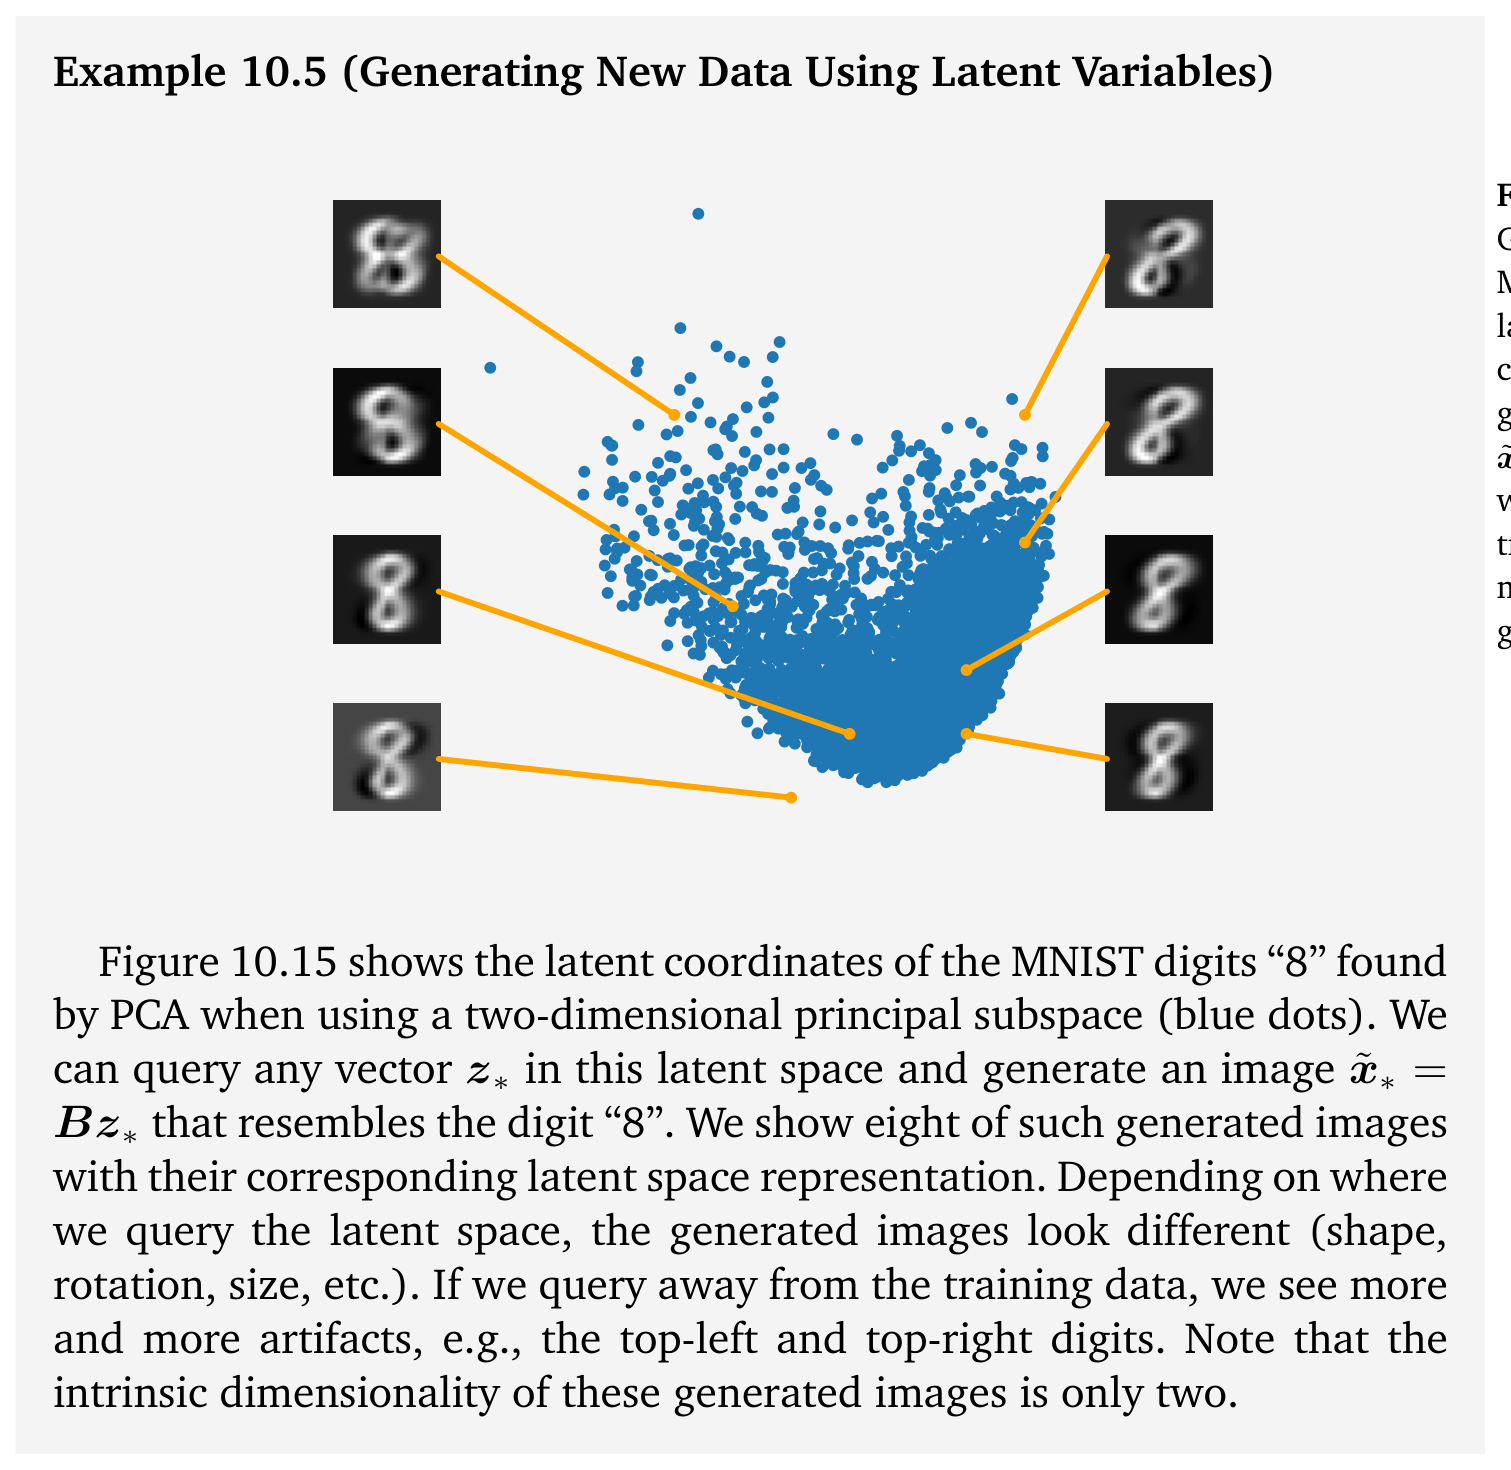 Example 10.5 (Generating New Data Using Latent Variables)
Figure 10.15 shows the latent coordinates of the MNIST digits “8” found
by PCA when using a two-dimensional principal subspace (blue dots). We
can query any vector z∗ in this latent space and generate an image x̃∗ =
Bz∗ that resembles the digit “8”. We show eight of such generated images
with their corresponding latent space representation. Depending on where
we query the latent space, the generated images look different (shape,
rotation, size, etc.). If we query away from the training data, we see more
and more artifacts, e.g., the top-left and top-right digits. Note that the
intrinsic dimensionality of these generated images is only two.